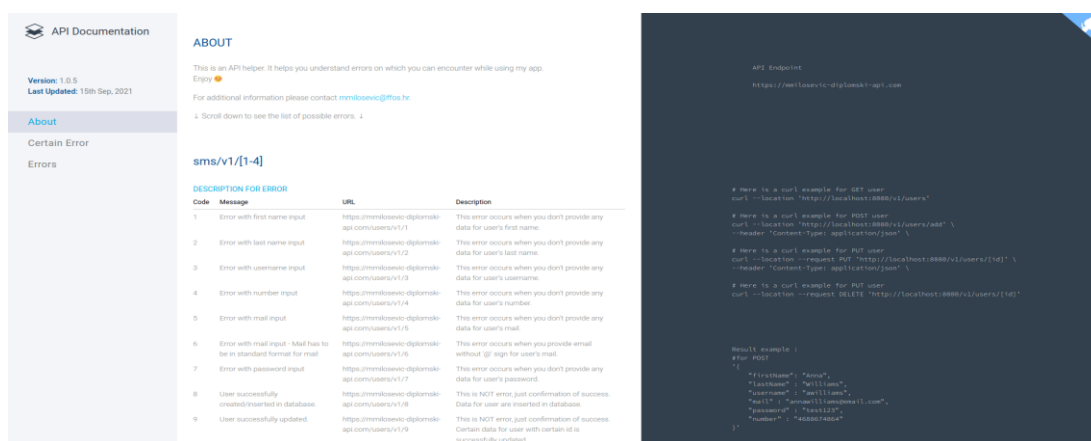 API Documentation
Version: 1.0.5
Last Updated: 15th Sep, 2021
About
Certain Error
Errors
ABOUT
This is an API helper. It helps you understand errors on which you can encounter while using my app.
Enjoy 😊
For additional information please contact mmilosevic@ffos.hr.
↓ Scroll down to see the list of possible errors. ↓
sms/v1/[1-4]
DESCRIPTION FOR ERROR
Code Message URL Description
1 Error with first name input https://mmilosevic-diplomski- This error occurs when you don't provide any
api.com/users/v1/1 data for user's first name.
2 Error with last name input https://mmilosevic-diplomski- This error occurs when you don't provide any
api.com/users/v1/2 data for user's last name.
3 Error with username input https://mmilosevic-diplomski- This error occurs when you don't provide any
api.com/users/v1/3 data for user's username.
4 Error with number input https://mmilosevic-diplomski- This error occurs when you don't provide any
api.com/users/v1/4 data for user's number.
5 Error with mail input https://mmilosevic-diplomski- This error occurs when you don't provide any
api.com/users/v1/5 data for user's mail.
6 Error with mail input - Mail has to https://mmilosevic-diplomski- This error occurs when you provide email
be in standard format for mail api.com/users/v1/6 without '@' sign for user's mail.
7 Error with password input https://mmilosevic-diplomski- This error occurs when you don't provide any
api.com/users/v1/7 data for user's password.
8 User successfully https://mmilosevic-diplomski- This is NOT error, just confirmation of success.
created/inserted in database. api.com/users/v1/8 Data for user are inserted in database.
9 User successfully updated. https://mmilosevic-diplomski- This is NOT error, just confirmation of success.
api.com/users/v1/9 Certain data for user with certain id is
successfully updated.
API Endpoint
https://mmilosevic-diplomski-api.com
# Here is a curl example for GET user
curl --location 'http://localhost:8080/v1/users'
# Here is a curl example for POST user
curl --location 'http://localhost:8080/v1/users/add' \
--header 'Content-Type: application/json' \
# Here is a curl example for PUT user
curl --location --request PUT 'http://localhost:8080/v1/users/[id]' \
--header 'Content-Type: application/json' \
# Here is a curl example for PUT user
curl --location --request DELETE 'http://localhost:8080/v1/users/[id]'
Result example :
#for POST
'{
"firstName": "Anna",
"lastName" : "Williams",
"username" : "awilliams",
"mail" : "annawilliams@email.com",
"password" : "test123",
"number" : "4688674864"
}'